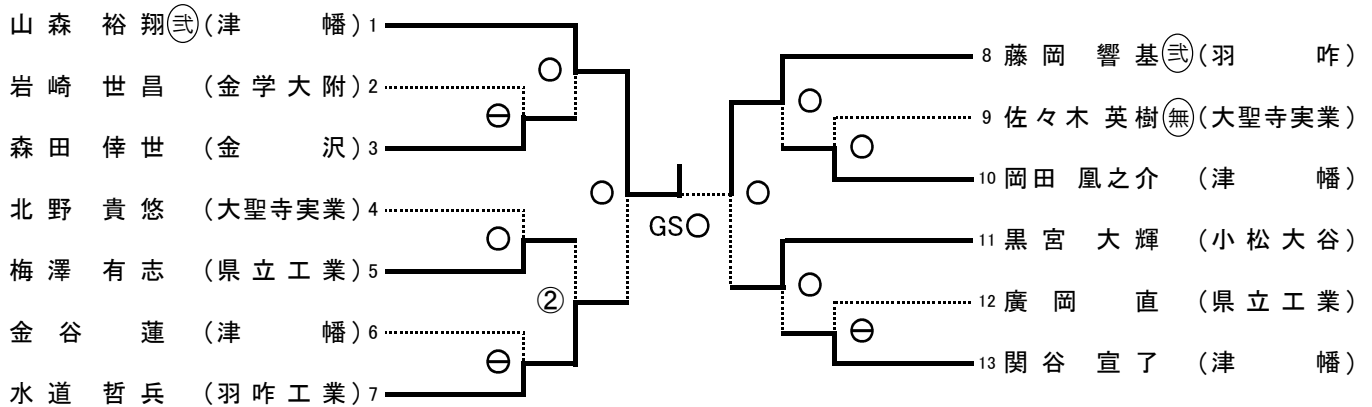 山森 裕翔㊁(津 幡) 1
岩崎 世昌 (金学大附) 2
森田 倖世 (金 沢) 3
北野 貴悠 (大聖寺実業) 4
梅澤 有志 (県立工業) 5
金谷 蓮 (津 幡) 6
水道 哲兵 (羽咋工業) 7
○
⊖
○
⊖
②
○
GS○
○
○
○
○
⊖
8 藤岡 響基弐(羽 咋)
9 佐々木 英樹無(大聖寺実業)
10 岡田 凰之介 (津 幡)
11 黒宮 大輝 (小松大谷)
12 廣岡 直 (県立工業)
13 関谷 宣了 (津 幡)